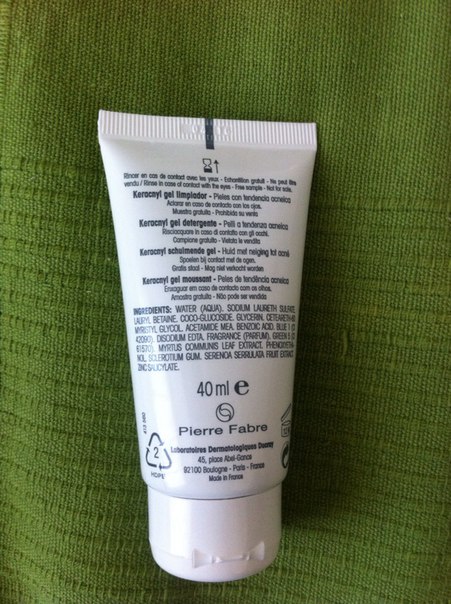 Rincer en cas de contact avec les yeux - Echantillon gratuit - Ne peut être
vendu / Rinse in case of contact with the eyes - Free sample - Not for sale.
Keracnyl gel limpiador - Pieles con tendencia acneica
Aclarar en caso de contacto con los ojos.
Muestra gratuita - Prohibida su venta
Keracnyl gel detergente - Pelli a tendenza acneica
Risciacquare in caso di contatto con gli occhi.
Campione gratuito - Vietata la vendita
Keracnyl schuimende gel - Huid met neiging tot acné
Spoelen bij contact met de ogen.
Gratis staal - Mag niet verkocht worden
Keracnyl gel moussant - Peles de tendência acneica
Enxaguar em caso de contacto com os olhos.
Amostra gratuita - Não pode ser vendida
INGREDIENTS: WATER (AQUA). SODIUM LAURETH SULFATE.
LAURYL BETAINE. COCO-GLUCOSIDE. GLYCERIN. CETEARETH-60
MYRISTYL GLYCOL. ACETAMIDE MEA. BENZOIC ACID. BLUE 1 (CI
42090). DISODIUM EDTA. FRAGRANCE (PARFUM). GREEN 5 (CI
61570). MYRTUS COMMUNIS LEAF EXTRACT. PHENOXYETHA-
NOL. SCLEROTIUM GUM. SERENOA SERRULATA FRUIT EXTRACT.
ZINC SALICYLATE.
40 ml e
Pierre Fabre
Laboratoires Dermatologiques Ducray
45, place Abel-Gance
92100 Boulogne - Paris - France
Made in France
2
HDPE